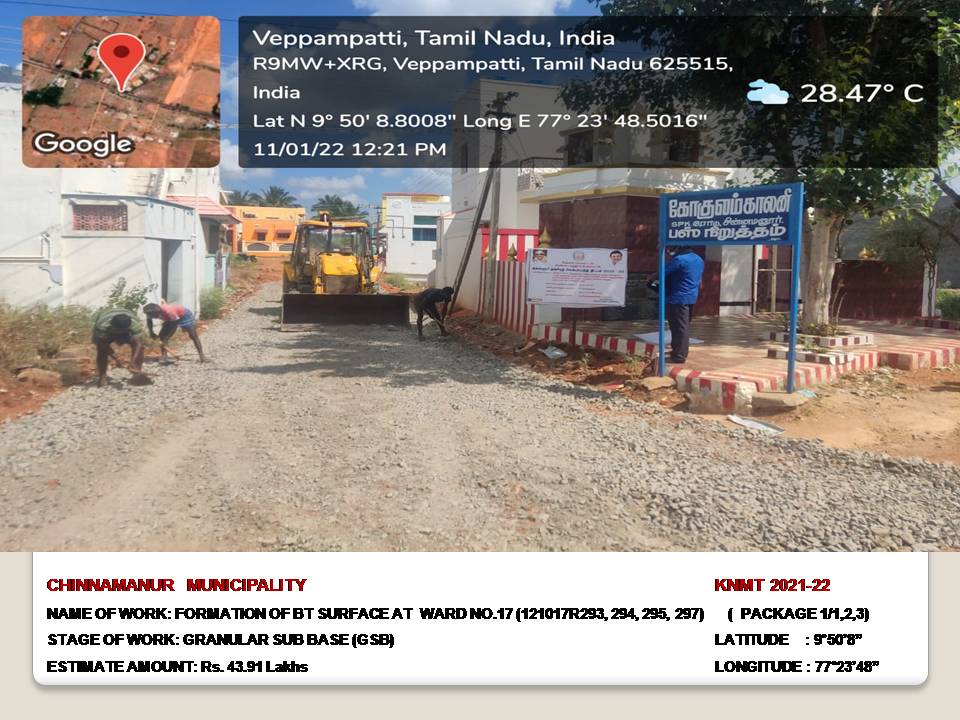 Veppampatti, Tamil Nadu, India
R9MW+XRG, Veppampatti, Tamil Nadu 625515,
India
Lat N 9° 50' 8.8008" Long E 77° 23' 48.5016"
11/01/22 12:21 PM
28.47° C
Google
கோகுலம்காலனி
GPK ரோடு, சின்னமனூர்.
பஸ் நிறுத்தம்
CHINNAMANUR MUNICIPALITY KNMT 2021-22
NAME OF WORK: FORMATION OF BT SURFACE AT WARD NO.17 (121017R293, 294, 295, 297) ( PACKAGE 1/1,2,3)
STAGE OF WORK: GRANULAR SUB BASE (GSB) LATITUDE : 9°50'8"
ESTIMATE AMOUNT: Rs. 43.91 Lakhs LONGITUDE : 77°23'48"